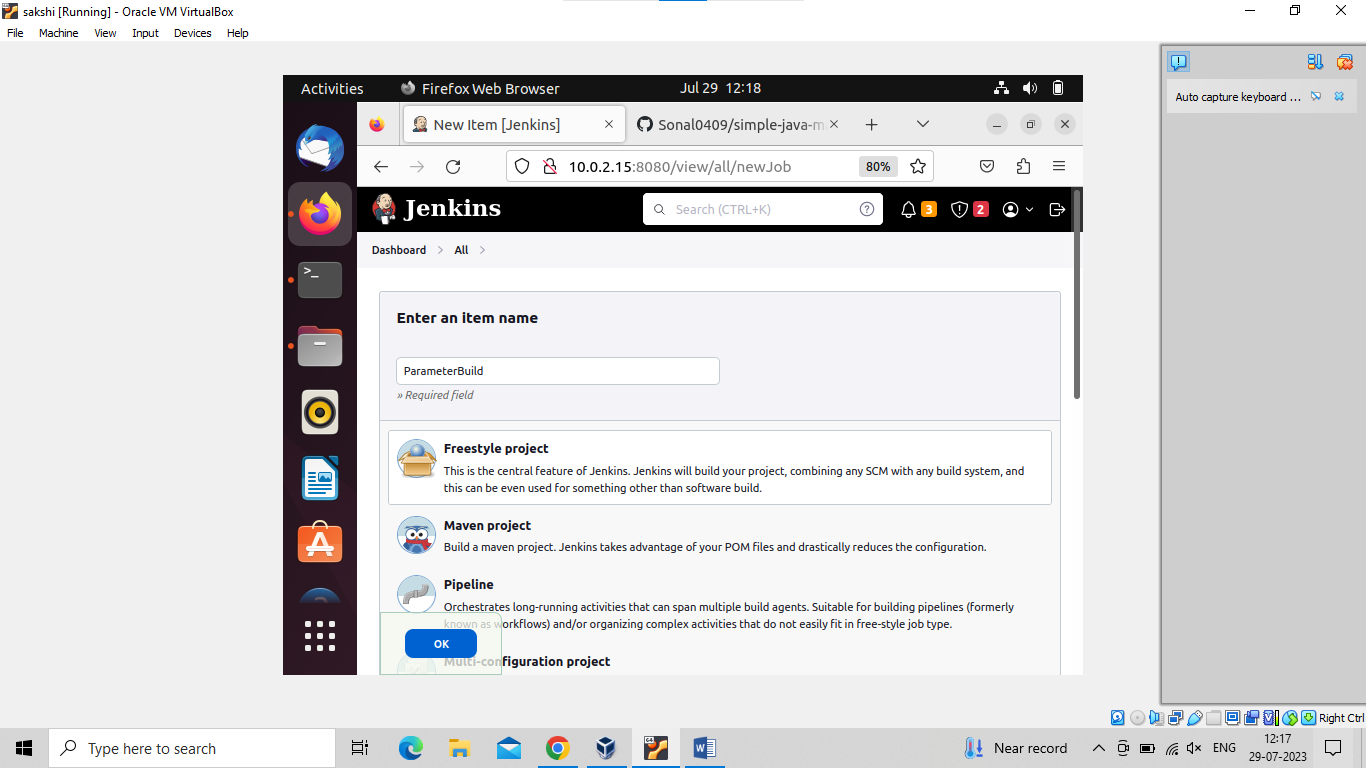 sakshi [Running] - Oracle VM VirtualBox
File Machine View Input Devices Help
Auto capture keyboard ...
Activities Firefox Web Browser Jul 29 12:18
New Item [Jenkins] Sonal0409/simple-java-m
10.0.2.15:8080/view/all/newJob 80%
Jenkins Search (CTRL+K) 3 2
Dashboard All
Enter an item name
ParameterBuild
» Required field
Freestyle project
This is the central feature of Jenkins. Jenkins will build your project, combining any SCM with any build system, and
this can be even used for something other than software build.
Maven project
Build a maven project. Jenkins takes advantage of your POM files and drastically reduces the configuration.
Pipeline
Orchestrates long-running activities that can span multiple build agents. Suitable for building pipelines (formerly
known as workflows) and/or organizing complex activities that do not easily fit in free-style job type.
OK
Multi-configuration project
Right Ctrl
Type here to search Near record ENG 12:17
29-07-2023